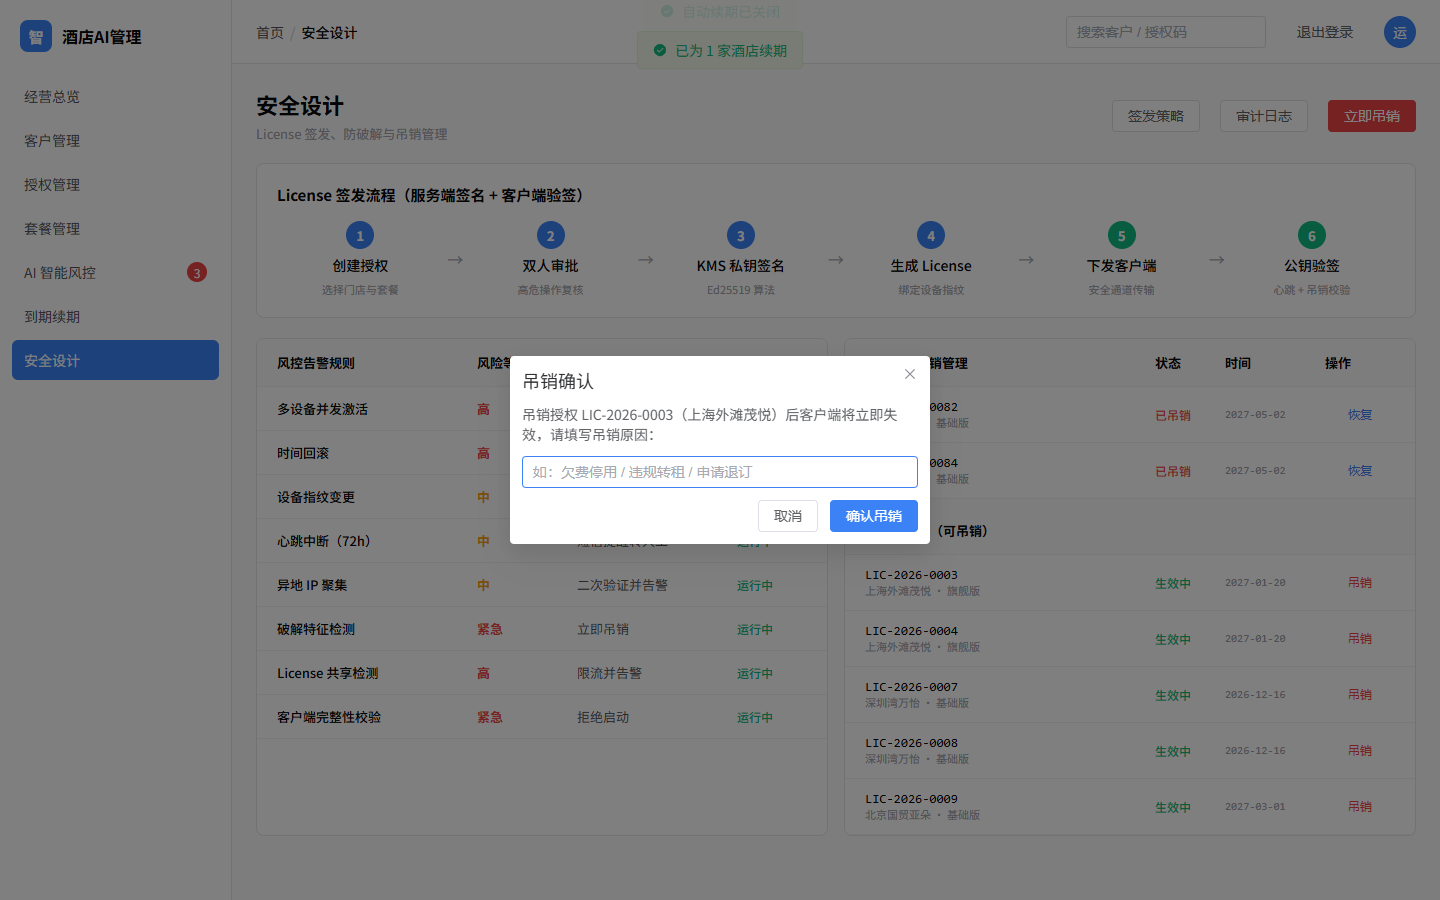 智 酒店AI管理
首页 / 安全设计
自动续期已关闭
已为 1 家酒店续期
搜索客户 / 授权码
退出登录
运
经营总览
客户管理
授权管理
套餐管理
AI 智能风控 3
到期续期
安全设计
安全设计
License 签发、防破解与吊销管理
签发策略
审计日志
立即吊销
License 签发流程（服务端签名 + 客户端验签）
1 → 2 → 3 → 4 → 5 → 6
创建授权 双人审批 KMS 私钥签名 生成 License 下发客户端 公钥验签
选择门店与套餐 高危操作复核 Ed25519 算法 绑定设备指纹 安全通道传输 心跳 + 吊销校验
风控告警规则 风险等
多设备并发激活 高
时间回滚 高
设备指纹变更 中
心跳中断（72h） 中
异地 IP 聚集 中 二次验证并告警 运行中
破解特征检测 紧急 立即吊销 运行中
License 共享检测 高 限流并告警 运行中
客户端完整性校验 紧急 拒绝启动 运行中
吊销确认
吊销授权 LIC-2026-0003（上海外滩茂悦）后客户端将立即失
效，请填写吊销原因：
如：欠费停用 / 违规转租 / 申请退订
取消
确认吊销
销管理 状态 时间 操作
0082 已吊销 2027-05-02 恢复
基础版
0084 已吊销 2027-05-02 恢复
基础版
（可吊销）
LIC-2026-0003 生效中 2027-01-20 吊销
上海外滩茂悦 · 旗舰版
LIC-2026-0004 生效中 2027-01-20 吊销
上海外滩茂悦 · 旗舰版
LIC-2026-0007 生效中 2026-12-16 吊销
深圳湾万怡 · 基础版
LIC-2026-0008 生效中 2026-12-16 吊销
深圳湾万怡 · 基础版
LIC-2026-0009 生效中 2027-03-01 吊销
北京国贸亚朵 · 基础版